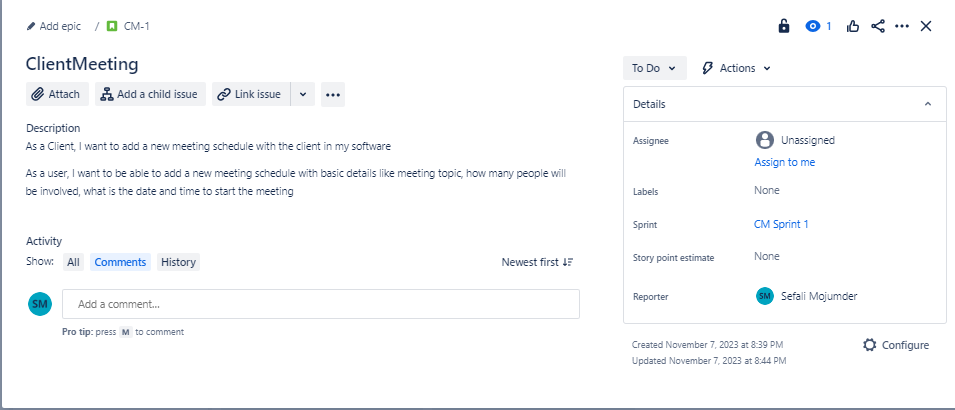 Add epic / CM-1
1
ClientMeeting
Attach Add a child issue Link issue
Description
As a Client, I want to add a new meeting schedule with the client in my software
As a user, I want to be able to add a new meeting schedule with basic details like meeting topic, how many people will
be involved, what is the date and time to start the meeting
Activity
Show: All Comments History Newest first
SM Add a comment...
Pro tip: press M to comment
To Do Actions
Details
Assignee Unassigned
Assign to me
Labels None
Sprint CM Sprint 1
Story point estimate None
Reporter SM Sefali Mojumder
Created November 7, 2023 at 8:39 PM
Configure
Updated November 7, 2023 at 8:44 PM